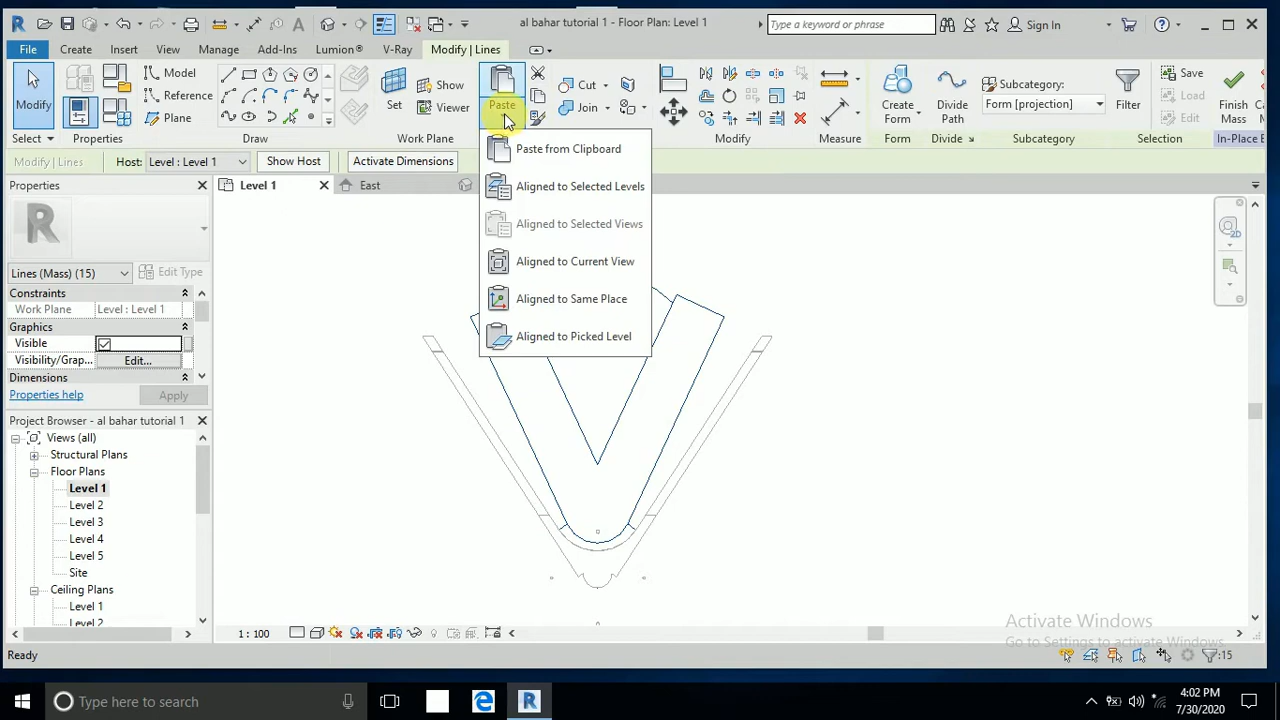 al bahar tutorial 1 - Floor Plan: Level 1
Type a keyword or phrase
Sign In
File
Create
Insert
View
Manage
Add-Ins
Lumion®
V-Ray
Modify | Lines
Modify
Select
Properties
Model
Reference
Plane
Draw
Set
Show
Viewer
Work Plane
Paste
Cut
Join
Modify
Measure
Create
Form
Divide
Path
Form
Divide
Subcategory:
Form [projection]
Subcategory
Filter
Save
Load
Edit
Selection
Finish
Mass
In-Place E
Modify | Lines
Host:
Level : Level 1
Show Host
Activate Dimensions
Paste from Clipboard
Aligned to Selected Levels
Aligned to Selected Views
Aligned to Current View
Aligned to Same Place
Aligned to Picked Level
Properties
Level 1
East
R
Lines (Mass) (15)
Edit Type
Constraints
Work Plane
Level : Level 1
Graphics
Visible
Visibility/Grap...
Edit...
Dimensions
Properties help
Apply
Project Browser - al bahar tutorial 1
Views (all)
Structural Plans
Floor Plans
Level 1
Level 2
Level 3
Level 4
Level 5
Site
Ceiling Plans
Level 1
Level 2
2D
1 : 100
Activate Windows
Go to Settings to activate Windows.
Ready
:15
Type here to search
R
4:02 PM
7/30/2020